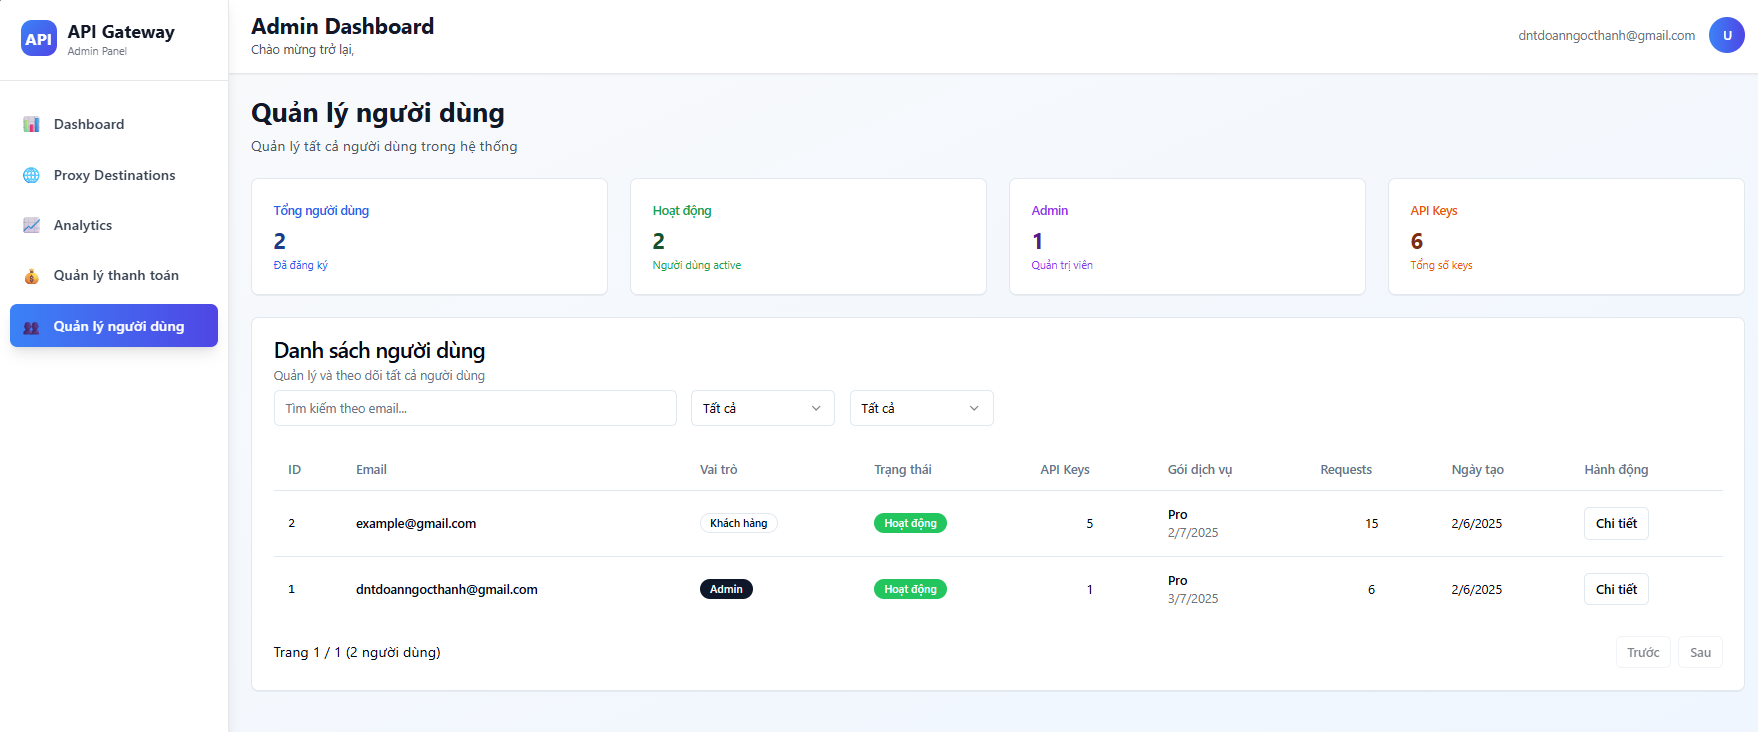 API
API Gateway
Admin Panel
Dashboard
Proxy Destinations
Analytics
Quản lý thanh toán
Quản lý người dùng
Admin Dashboard
Chào mừng trở lại,
dntdoanngocthanh@gmail.com
U
Quản lý người dùng
Quản lý tất cả người dùng trong hệ thống
Tổng người dùng
2
Đã đăng ký
Hoạt động
2
Người dùng active
Admin
1
Quản trị viên
API Keys
6
Tổng số keys
Danh sách người dùng
Quản lý và theo dõi tất cả người dùng
Tìm kiếm theo email...
Tất cả
Tất cả
ID Email Vai trò Trạng thái API Keys Gói dịch vụ Requests Ngày tạo Hành động
2 example@gmail.com Khách hàng Hoạt động 5 Pro 15 2/6/2025 Chi tiết
2/7/2025
1 dntdoanngocthanh@gmail.com Admin Hoạt động 1 Pro 6 2/6/2025 Chi tiết
3/7/2025
Trang 1 / 1 (2 người dùng)
Trước
Sau